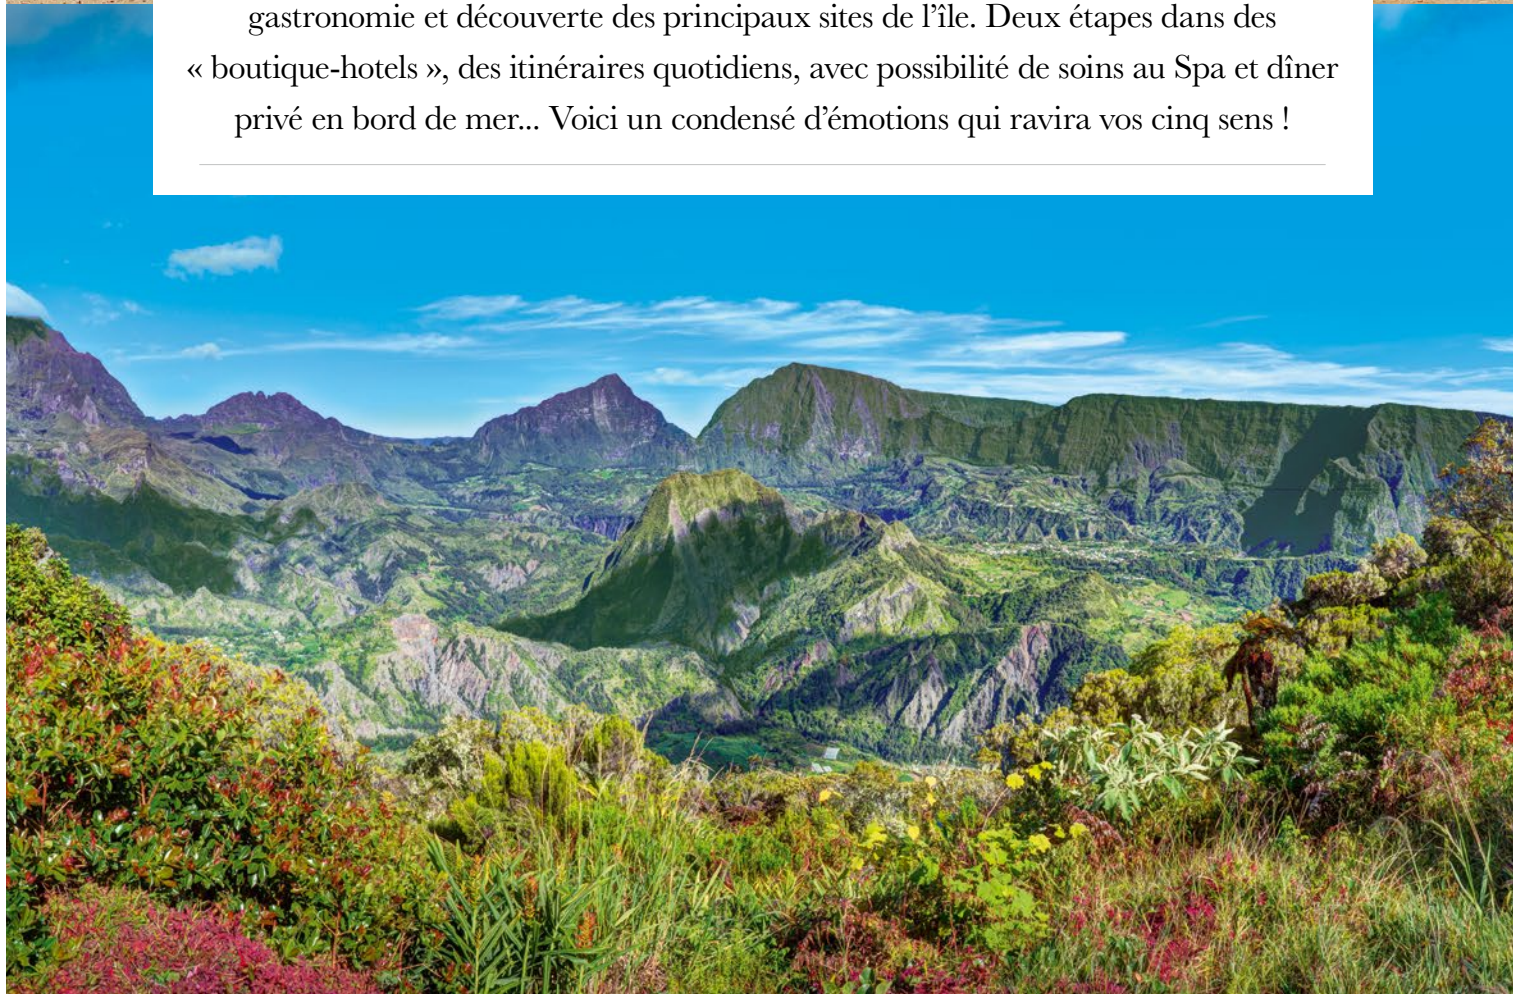 gastronomie et découverte des principaux sites de l’île. Deux étapes dans des
« boutique-hotels », des itinéraires quotidiens, avec possibilité de soins au Spa et dîner
privé en bord de mer... Voici un condensé d’émotions qui ravira vos cinq sens !